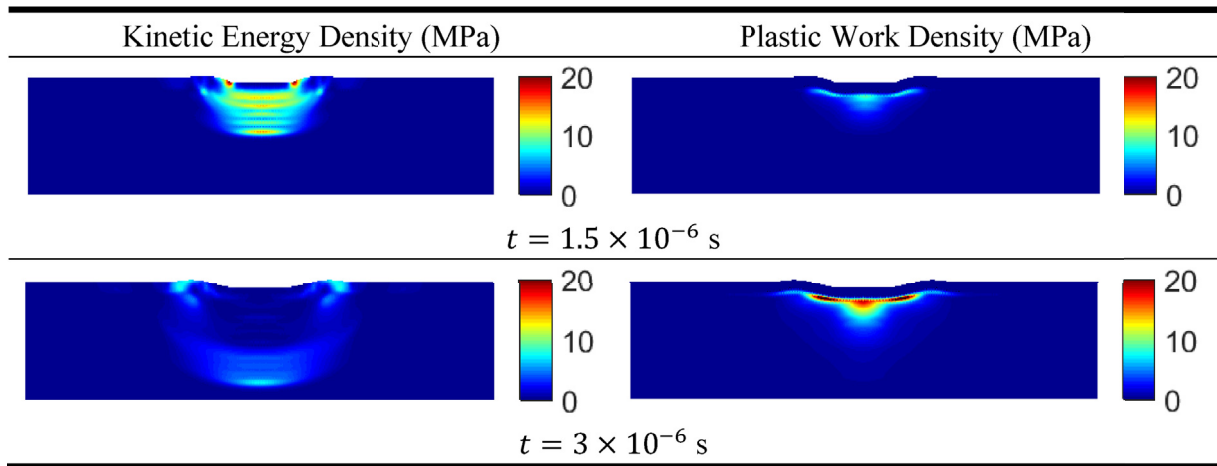 Kinetic Energy Density (MPa) Plastic Work Density (MPa)
20 20
10 10
0 0
t = 1.5 × 10⁻⁶ s
20 20
10 10
0 0
t = 3 × 10⁻⁶ s